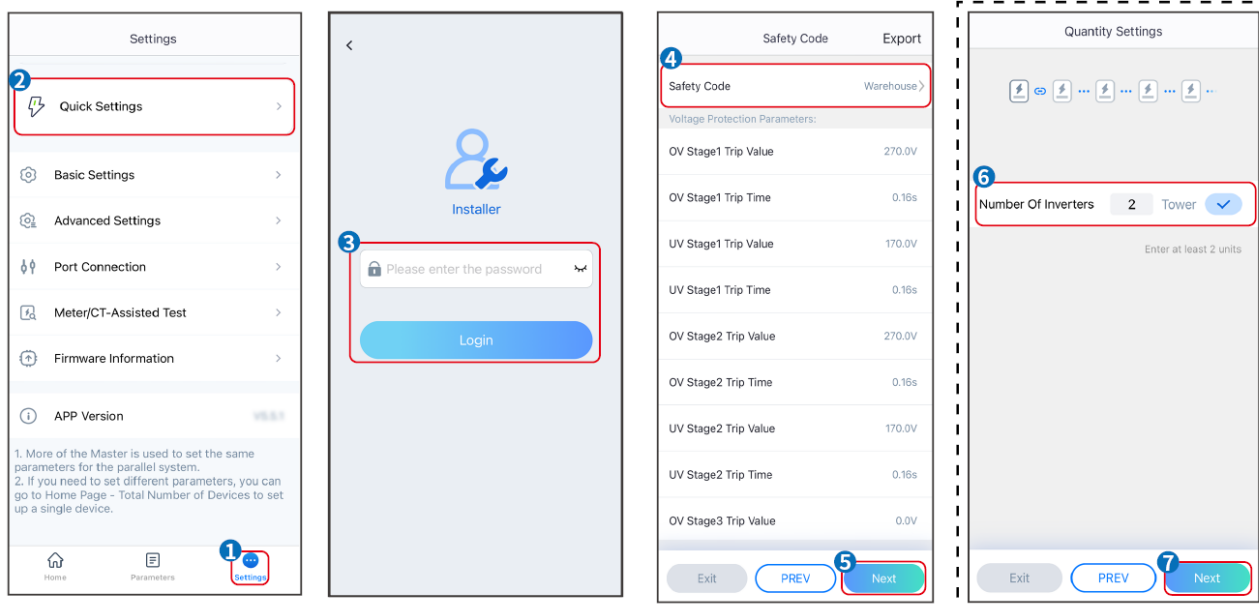 Settings
2
Quick Settings
Basic Settings
Advanced Settings
Port Connection
Meter/CT-Assisted Test
Firmware Information
APP Version
1. More of the Master is used to set the same
parameters for the parallel system.
2. If you need to set different parameters, you can
go to Home Page - Total Number of Devices to set
up a single device.
1
Home
Parameters
Settings
Installer
3
Please enter the password
Login
Safety Code
Export
4
Safety Code Warehouse
Voltage Protection Parameters:
OV Stage1 Trip Value 270.0V
OV Stage1 Trip Time 0.16s
UV Stage1 Trip Value 170.0V
UV Stage1 Trip Time 0.16s
OV Stage2 Trip Value 270.0V
OV Stage2 Trip Time 0.16s
UV Stage2 Trip Value 170.0V
UV Stage2 Trip Time 0.16s
OV Stage3 Trip Value 0.0V
5
Exit
PREV
Next
Quantity Settings
6
Number Of Inverters 2 Tower
Enter at least 2 units
7
Exit
PREV
Next